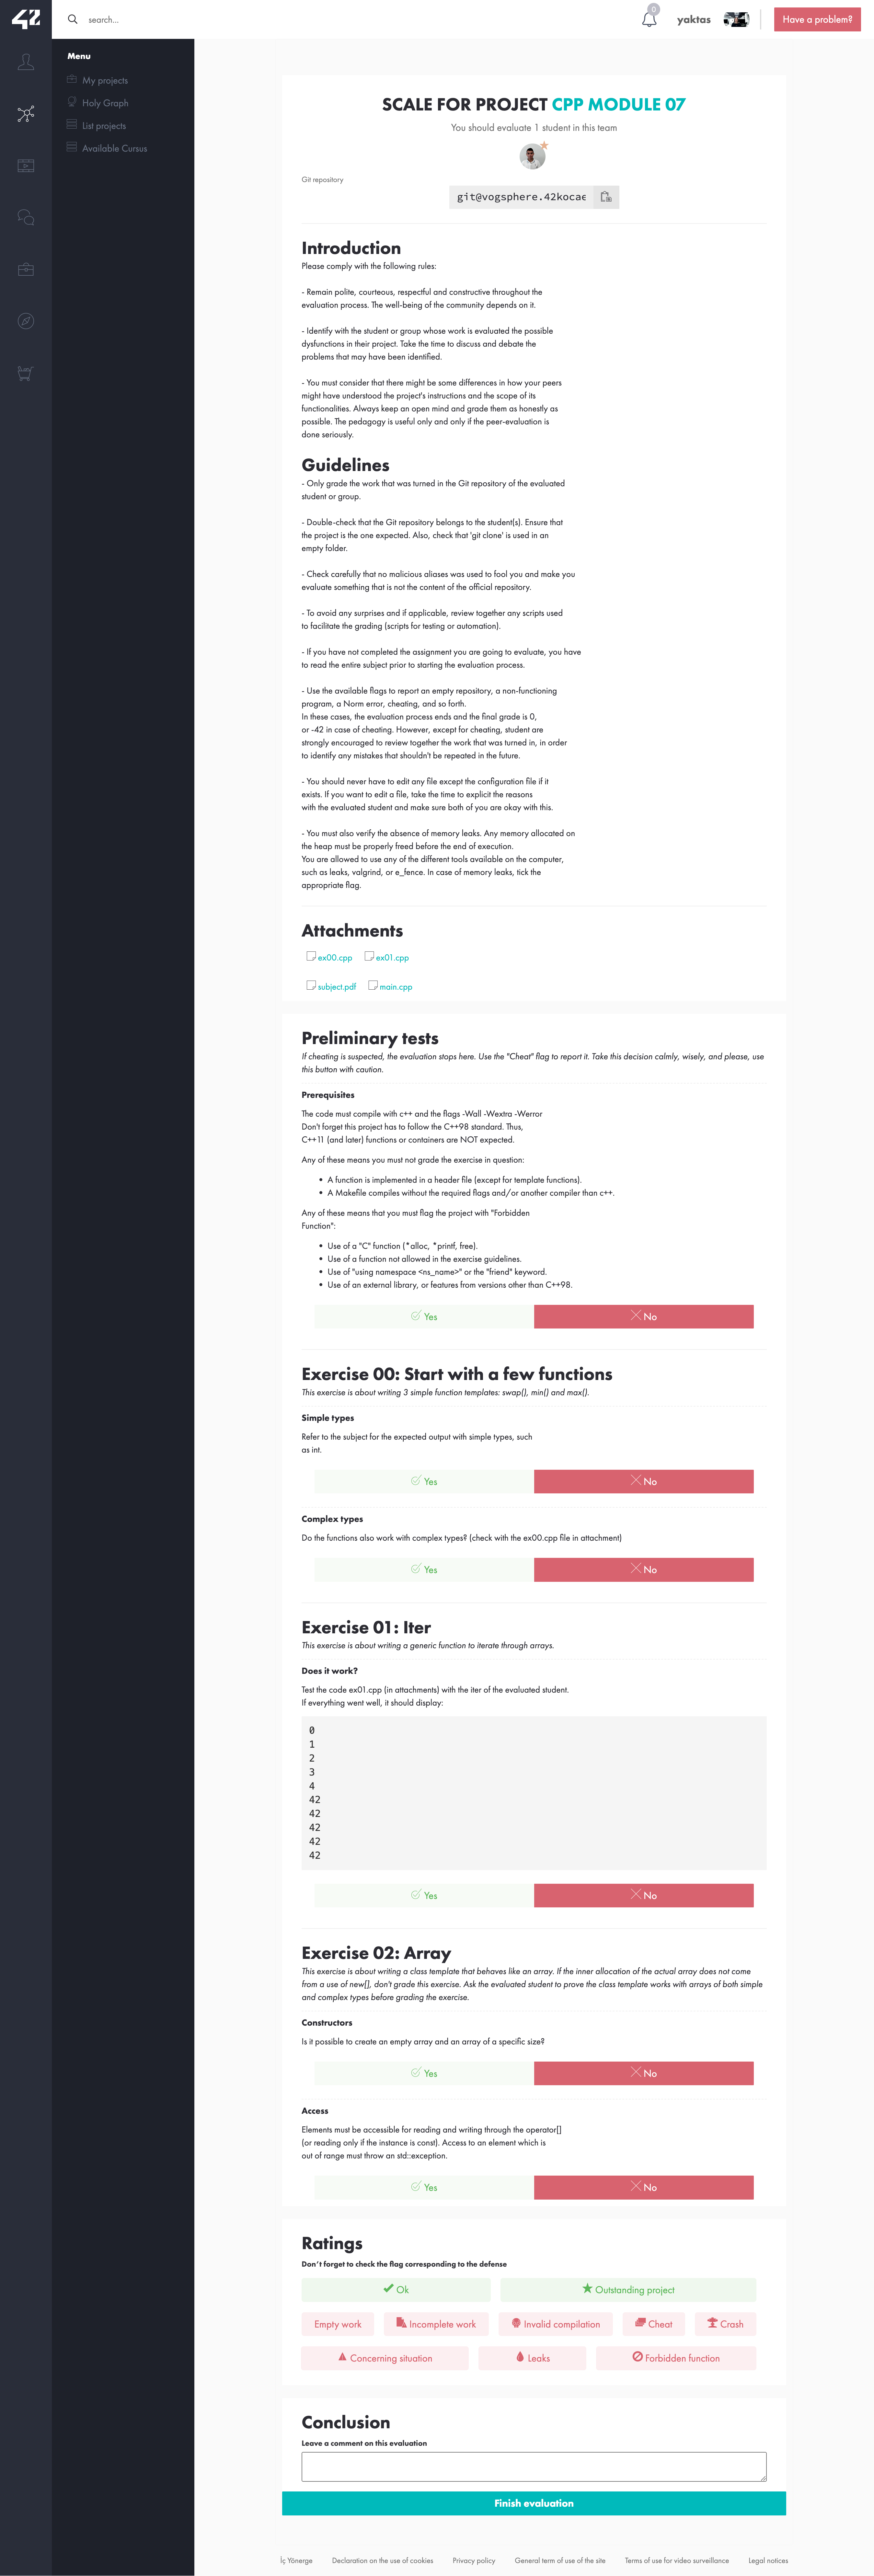 42
search...
0
yaktas
Have a problem?
Menu
My projects
Holy Graph
List projects
Available Cursus
SCALE FOR PROJECT CPP MODULE 07
You should evaluate 1 student in this team
Git repository
git@vogsphere.42kocae
Introduction
Please comply with the following rules:
- Remain polite, courteous, respectful and constructive throughout the
evaluation process. The well-being of the community depends on it.
- Identify with the student or group whose work is evaluated the possible
dysfunctions in their project. Take the time to discuss and debate the
problems that may have been identified.
- You must consider that there might be some differences in how your peers
might have understood the project's instructions and the scope of its
functionalities. Always keep an open mind and grade them as honestly as
possible. The pedagogy is useful only and only if the peer-evaluation is
done seriously.
Guidelines
- Only grade the work that was turned in the Git repository of the evaluated
student or group.
- Double-check that the Git repository belongs to the student(s). Ensure that
the project is the one expected. Also, check that 'git clone' is used in an
empty folder.
- Check carefully that no malicious aliases was used to fool you and make you
evaluate something that is not the content of the official repository.
- To avoid any surprises and if applicable, review together any scripts used
to facilitate the grading (scripts for testing or automation).
- If you have not completed the assignment you are going to evaluate, you have
to read the entire subject prior to starting the evaluation process.
- Use the available flags to report an empty repository, a non-functioning
program, a Norm error, cheating, and so forth.
In these cases, the evaluation process ends and the final grade is 0,
or -42 in case of cheating. However, except for cheating, student are
strongly encouraged to review together the work that was turned in, in order
to identify any mistakes that shouldn't be repeated in the future.
- You should never have to edit any file except the configuration file if it
exists. If you want to edit a file, take the time to explicit the reasons
with the evaluated student and make sure both of you are okay with this.
- You must also verify the absence of memory leaks. Any memory allocated on
the heap must be properly freed before the end of execution.
You are allowed to use any of the different tools available on the computer,
such as leaks, valgrind, or e_fence. In case of memory leaks, tick the
appropriate flag.
Attachments
ex00.cpp ex01.cpp
subject.pdf main.cpp
Preliminary tests
If cheating is suspected, the evaluation stops here. Use the "Cheat" flag to report it. Take this decision calmly, wisely, and please, use
this button with caution.
Prerequisites
The code must compile with c++ and the flags -Wall -Wextra -Werror
Don't forget this project has to follow the C++98 standard. Thus,
C++11 (and later) functions or containers are NOT expected.
Any of these means you must not grade the exercise in question:
• A function is implemented in a header file (except for template functions).
• A Makefile compiles without the required flags and/or another compiler than c++.
Any of these means that you must flag the project with "Forbidden
Function":
• Use of a "C" function (*alloc, *printf, free).
• Use of a function not allowed in the exercise guidelines.
• Use of "using namespace <ns_name>" or the "friend" keyword.
• Use of an external library, or features from versions other than C++98.
Yes No
Exercise 00: Start with a few functions
This exercise is about writing 3 simple function templates: swap(), min() and max().
Simple types
Refer to the subject for the expected output with simple types, such
as int.
Yes No
Complex types
Do the functions also work with complex types? (check with the ex00.cpp file in attachment)
Yes No
Exercise 01: Iter
This exercise is about writing a generic function to iterate through arrays.
Does it work?
Test the code ex01.cpp (in attachments) with the iter of the evaluated student.
If everything went well, it should display:
0
1
2
3
4
42
42
42
42
42
Yes No
Exercise 02: Array
This exercise is about writing a class template that behaves like an array. If the inner allocation of the actual array does not come
from a use of new[], don't grade this exercise. Ask the evaluated student to prove the class template works with arrays of both simple
and complex types before grading the exercise.
Constructors
Is it possible to create an empty array and an array of a specific size?
Yes No
Access
Elements must be accessible for reading and writing through the operator[]
(or reading only if the instance is const). Access to an element which is
out of range must throw an std::exception.
Yes No
Ratings
Don't forget to check the flag corresponding to the defense
Ok Outstanding project
Empty work Incomplete work Invalid compilation Cheat Crash
Concerning situation Leaks Forbidden function
Conclusion
Leave a comment on this evaluation
Finish evaluation
İç Yönerge Declaration on the use of cookies Privacy policy General term of use of the site Terms of use for video surveillance Legal notices